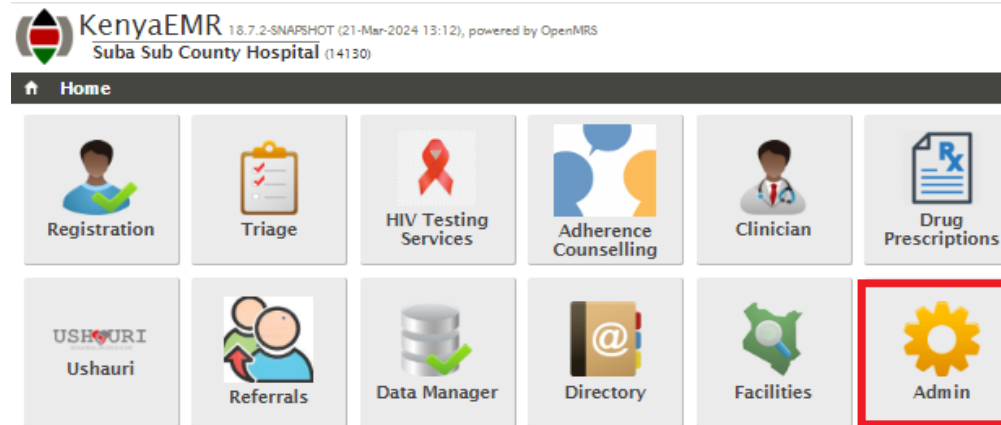 KenyaEMR 18.7.2-SNAPSHOT (21-Mar-2024 13:12), powered by OpenMRS
Suba Sub County Hospital (14130)
Home
Registration
Triage
HIV Testing
Services
Adherence
Counselling
Clinician
Rx
Drug
Prescriptions
USHAURI
Ushauri
Referrals
Data Manager
@
Directory
Facilities
Admin